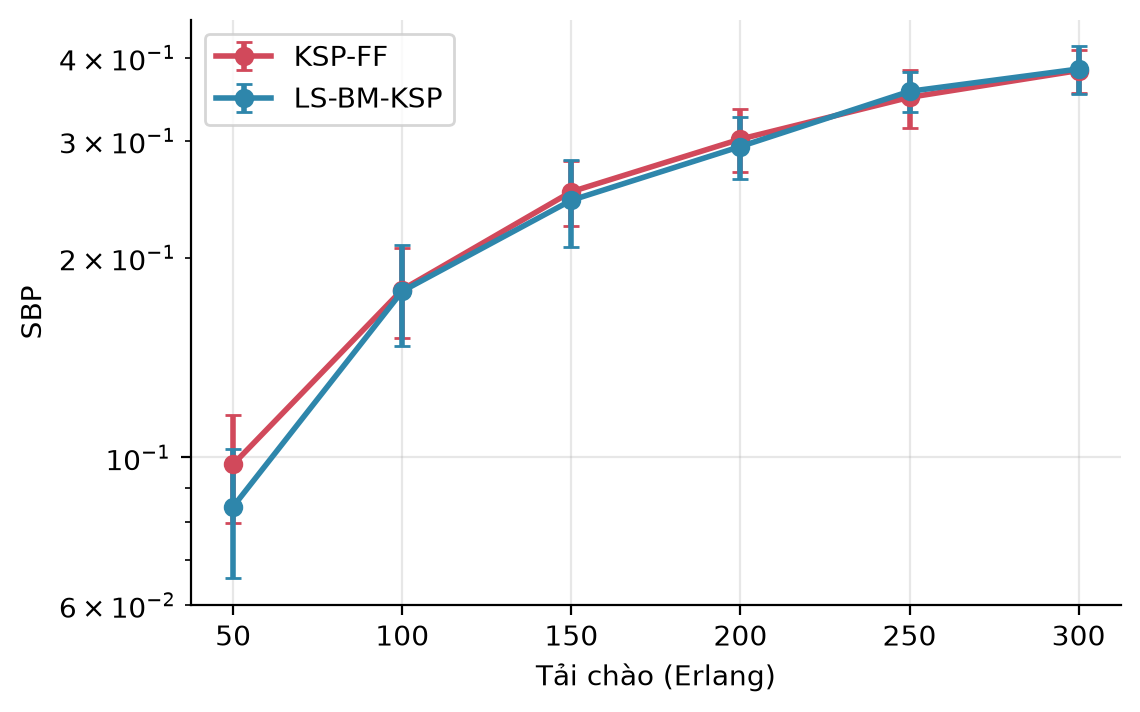 KSP-FF
LS-BM-KSP
SBP
4 × 10⁻¹
3 × 10⁻¹
2 × 10⁻¹
10⁻¹
6 × 10⁻²
50 100 150 200 250 300
Tải chào (Erlang)